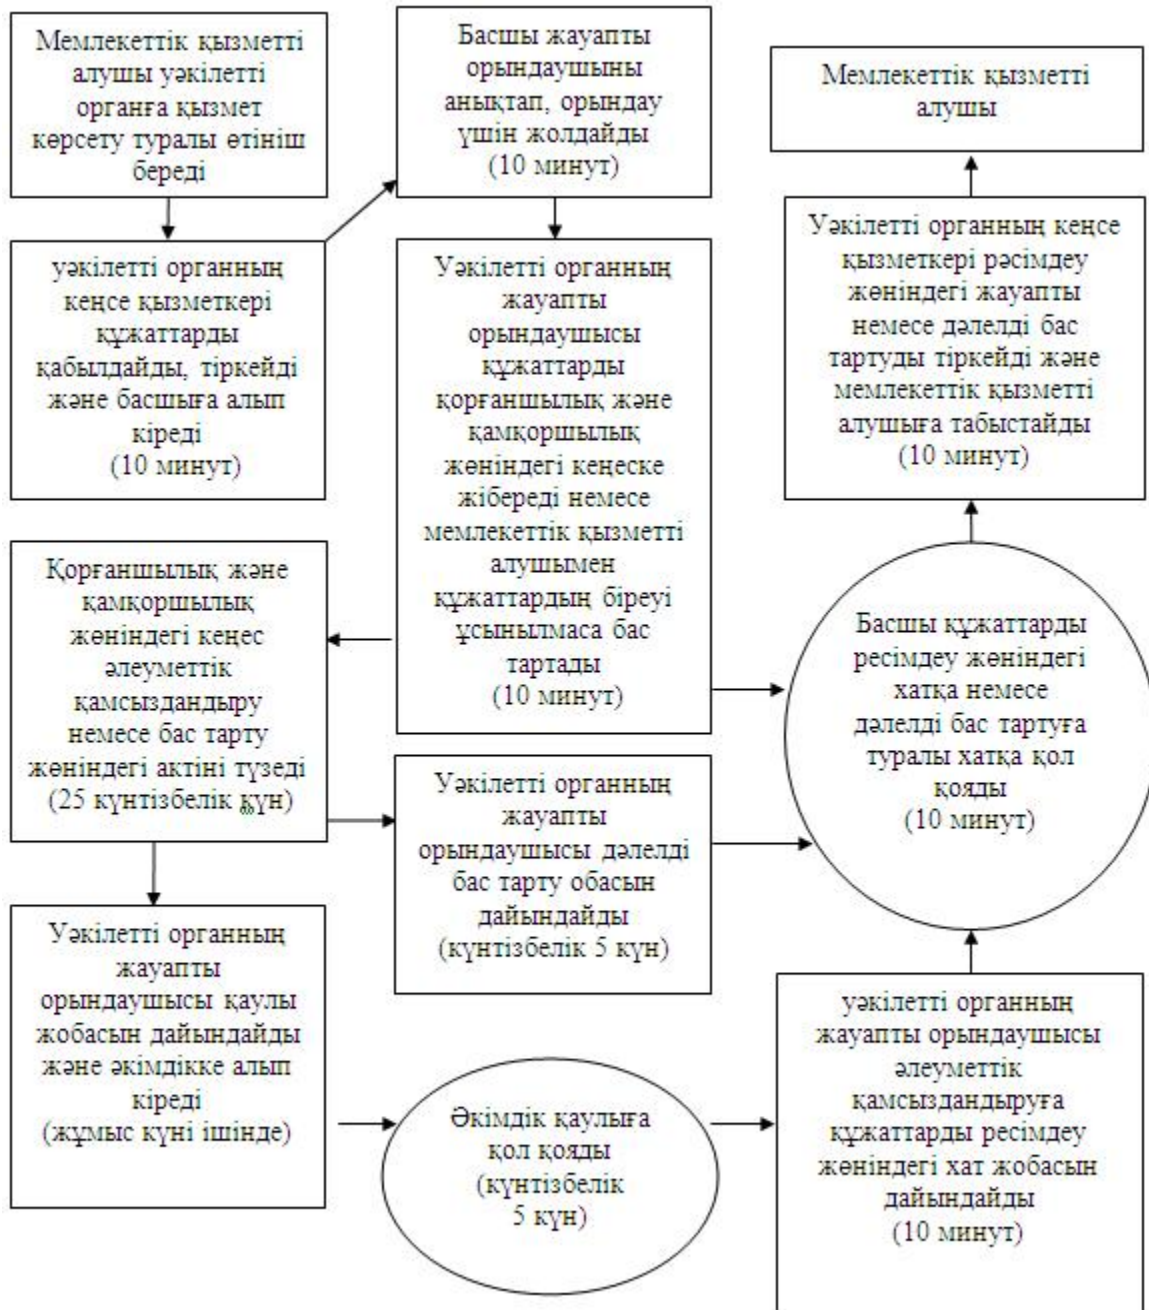 Мемлекеттік қызметті
алушы уәкілетті
органға қызмет
көрсету туралы өтініш
береді
уәкілетті органның
кеңсе қызметкері
құжаттарды
қабылдайды, тіркейді
және басшыға алып
кіреді
(10 минут)
Басшы жауапты
орындаушыны
анықтап, орындау
үшін жолдайды
(10 минут)
Уәкілетті органның
жауапты
орындаушысы
құжаттарды
қорғаншылық және
қамқоршылық
жөніндегі кеңеске
жібереді немесе
мемлекеттік қызметті
алушымен
құжаттардың біреуі
ұсынылмаса бас
тартады
(10 минут)
Қорғаншылық және
қамқоршылық
жөніндегі кеңес
әлеуметтік
қамсыздандыру
немесе бас тарту
жөніндегі актіні түзеді
(25 күнтізбелік күн)
Уәкілетті органның
жауапты
орындаушысы дәлелді
бас тарту обасын
дайындайды
(күнтізбелік 5 күн)
Уәкілетті органның
жауапты
орындаушысы қаулы
жобасын дайындайды
және әкімдікке алып
кіреді
(жұмыс күні ішінде)
Әкімдік қаулыға
қол қояды
(күнтізбелік
5 күн)
уәкілетті органның
жауапты орындаушысы
әлеуметтік
қамсыздандыруға
құжаттарды ресімдеу
жөніндегі хат жобасын
дайындайды
(10 минут)
Басшы құжаттарды
ресімдеу жөніндегі
хатқа немесе
дәлелді бас тартуға
туралы хатқа қол
қояды
(10 минут)
Уәкілетті органның кеңсе
қызметкері рәсімдеу
жөніндегі жауапты
немесе дәлелді бас
тартуды тіркейді және
мемлекеттік қызметті
алушыға табыстайды
(10 минут)
Мемлекеттік қызметті
алушы